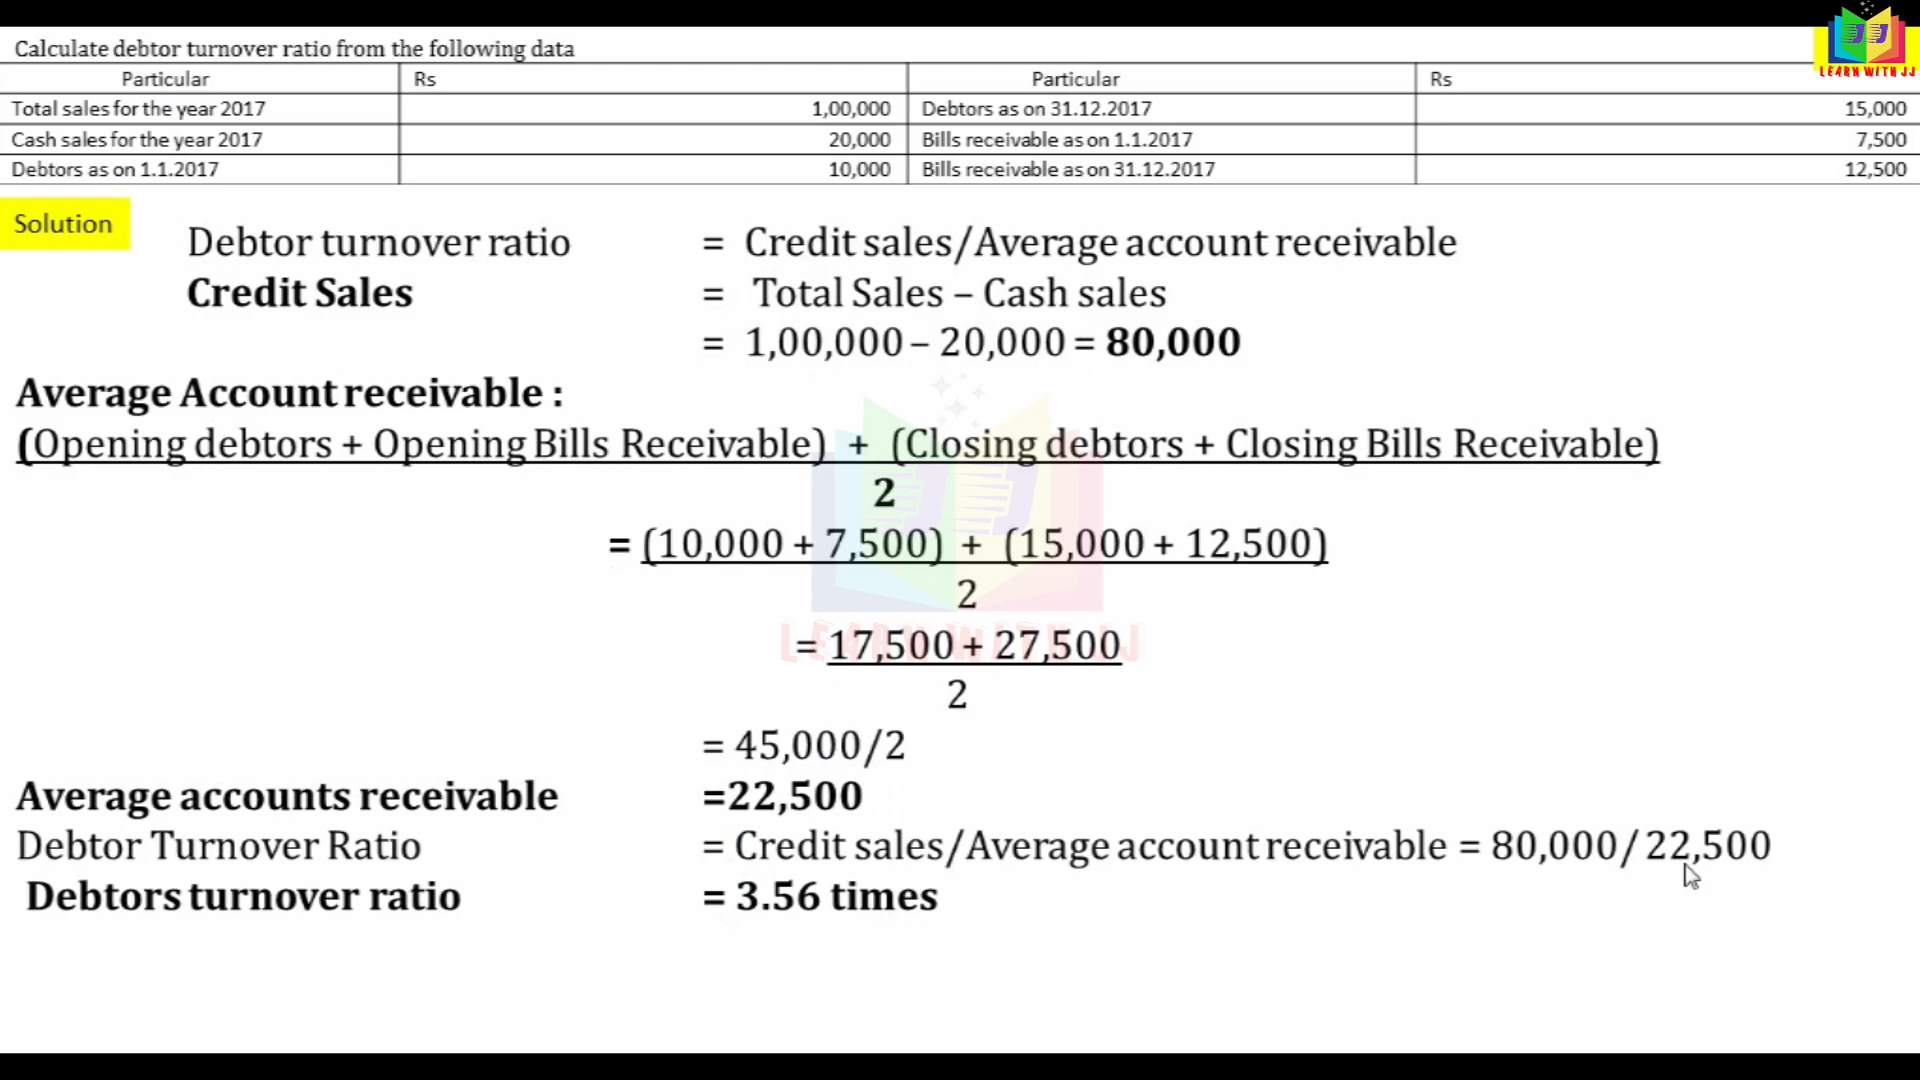 LEARN WITH JJ
Calculate debtor turnover ratio from the following data
Particular Rs Particular Rs
Total sales for the year 2017 1,00,000 Debtors as on 31.12.2017 15,000
Cash sales for the year 2017 20,000 Bills receivable as on 1.1.2017 7,500
Debtors as on 1.1.2017 10,000 Bills receivable as on 31.12.2017 12,500
Solution
Debtor turnover ratio = Credit sales/Average account receivable
Credit Sales = Total Sales – Cash sales
= 1,00,000 – 20,000 = 80,000
Average Account receivable :
(Opening debtors + Opening Bills Receivable) + (Closing debtors + Closing Bills Receivable)
2
= (10,000 + 7,500) + (15,000 + 12,500)
2
LEARN WITH JJ
= 17,500 + 27,500
2
= 45,000/2
Average accounts receivable =22,500
Debtor Turnover Ratio = Credit sales/Average account receivable = 80,000/22,500
Debtors turnover ratio = 3.56 times